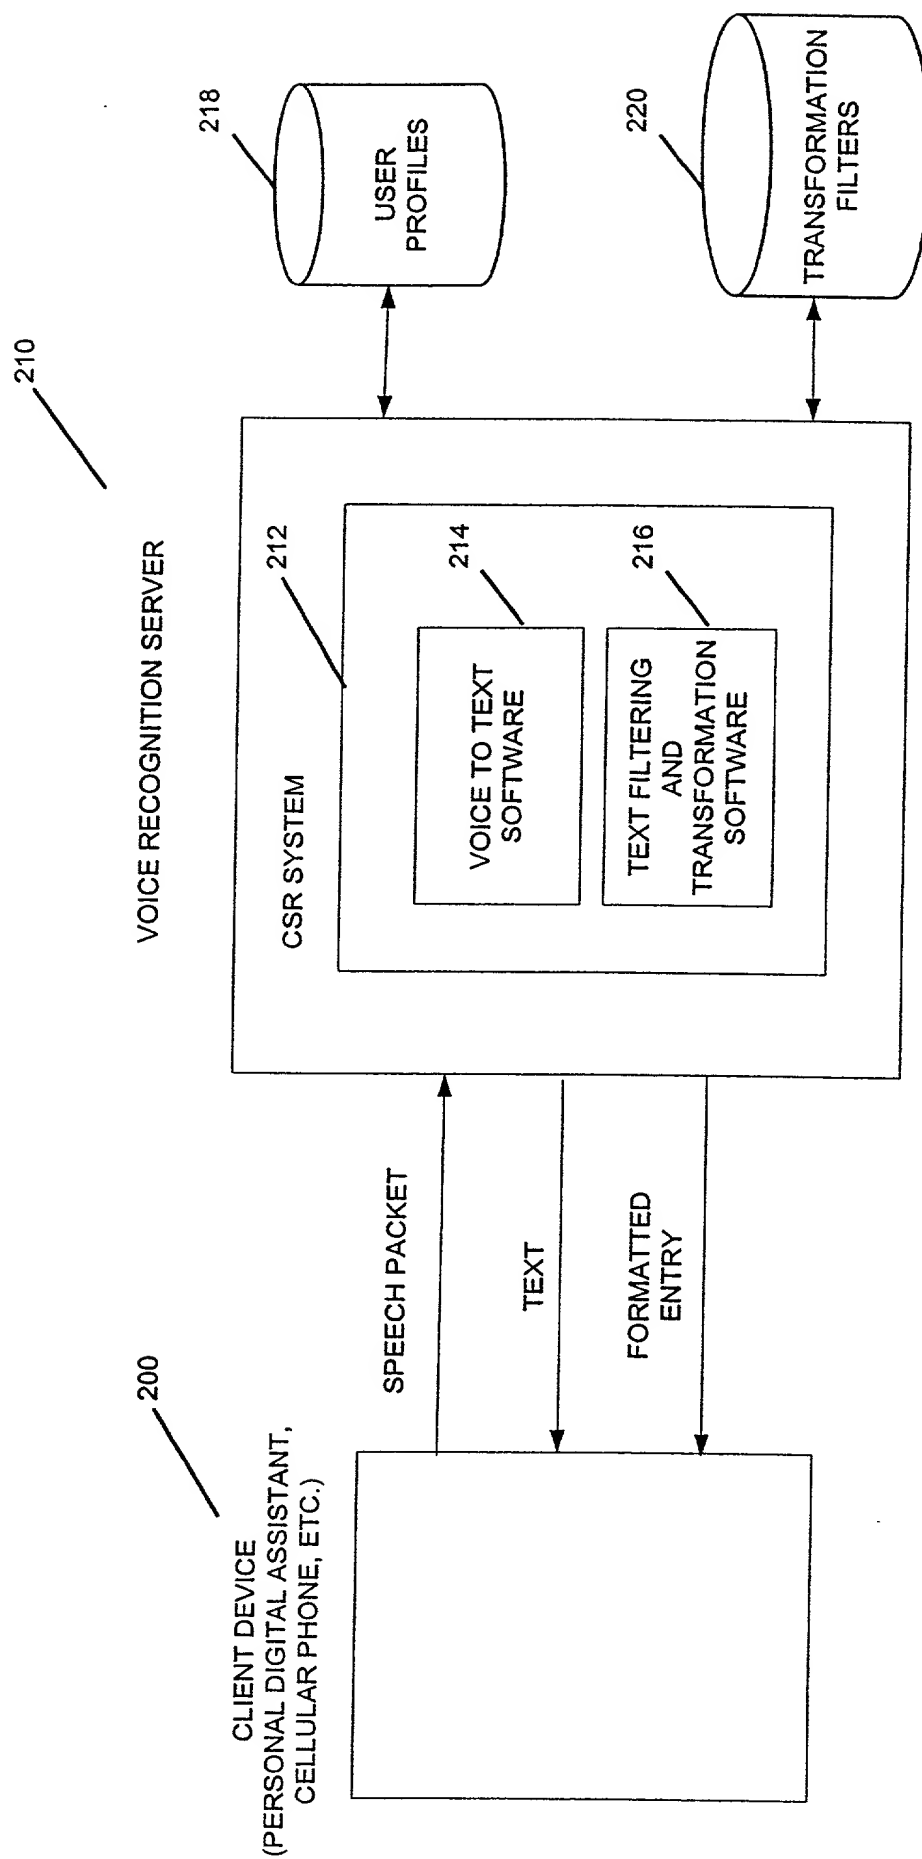 210
VOICE RECOGNITION SERVER
200
CLIENT DEVICE
(PERSONAL DIGITAL ASSISTANT,
CELLULAR PHONE, ETC.)
SPEECH PACKET
TEXT
FORMATTED
ENTRY
CSR SYSTEM
212
214
VOICE TO TEXT
SOFTWARE
216
TEXT FILTERING
AND
TRANSFORMATION
SOFTWARE
218
USER
PROFILES
220
TRANSFORMATION
FILTERS